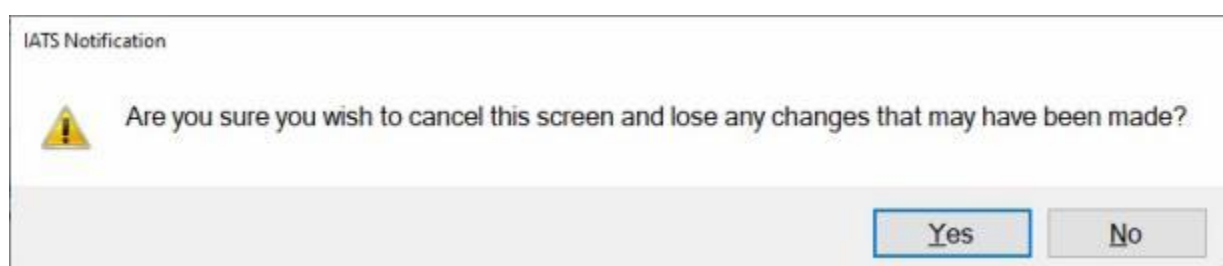 IATS Notification
Are you sure you wish to cancel this screen and lose any changes that may have been made?
Yes No